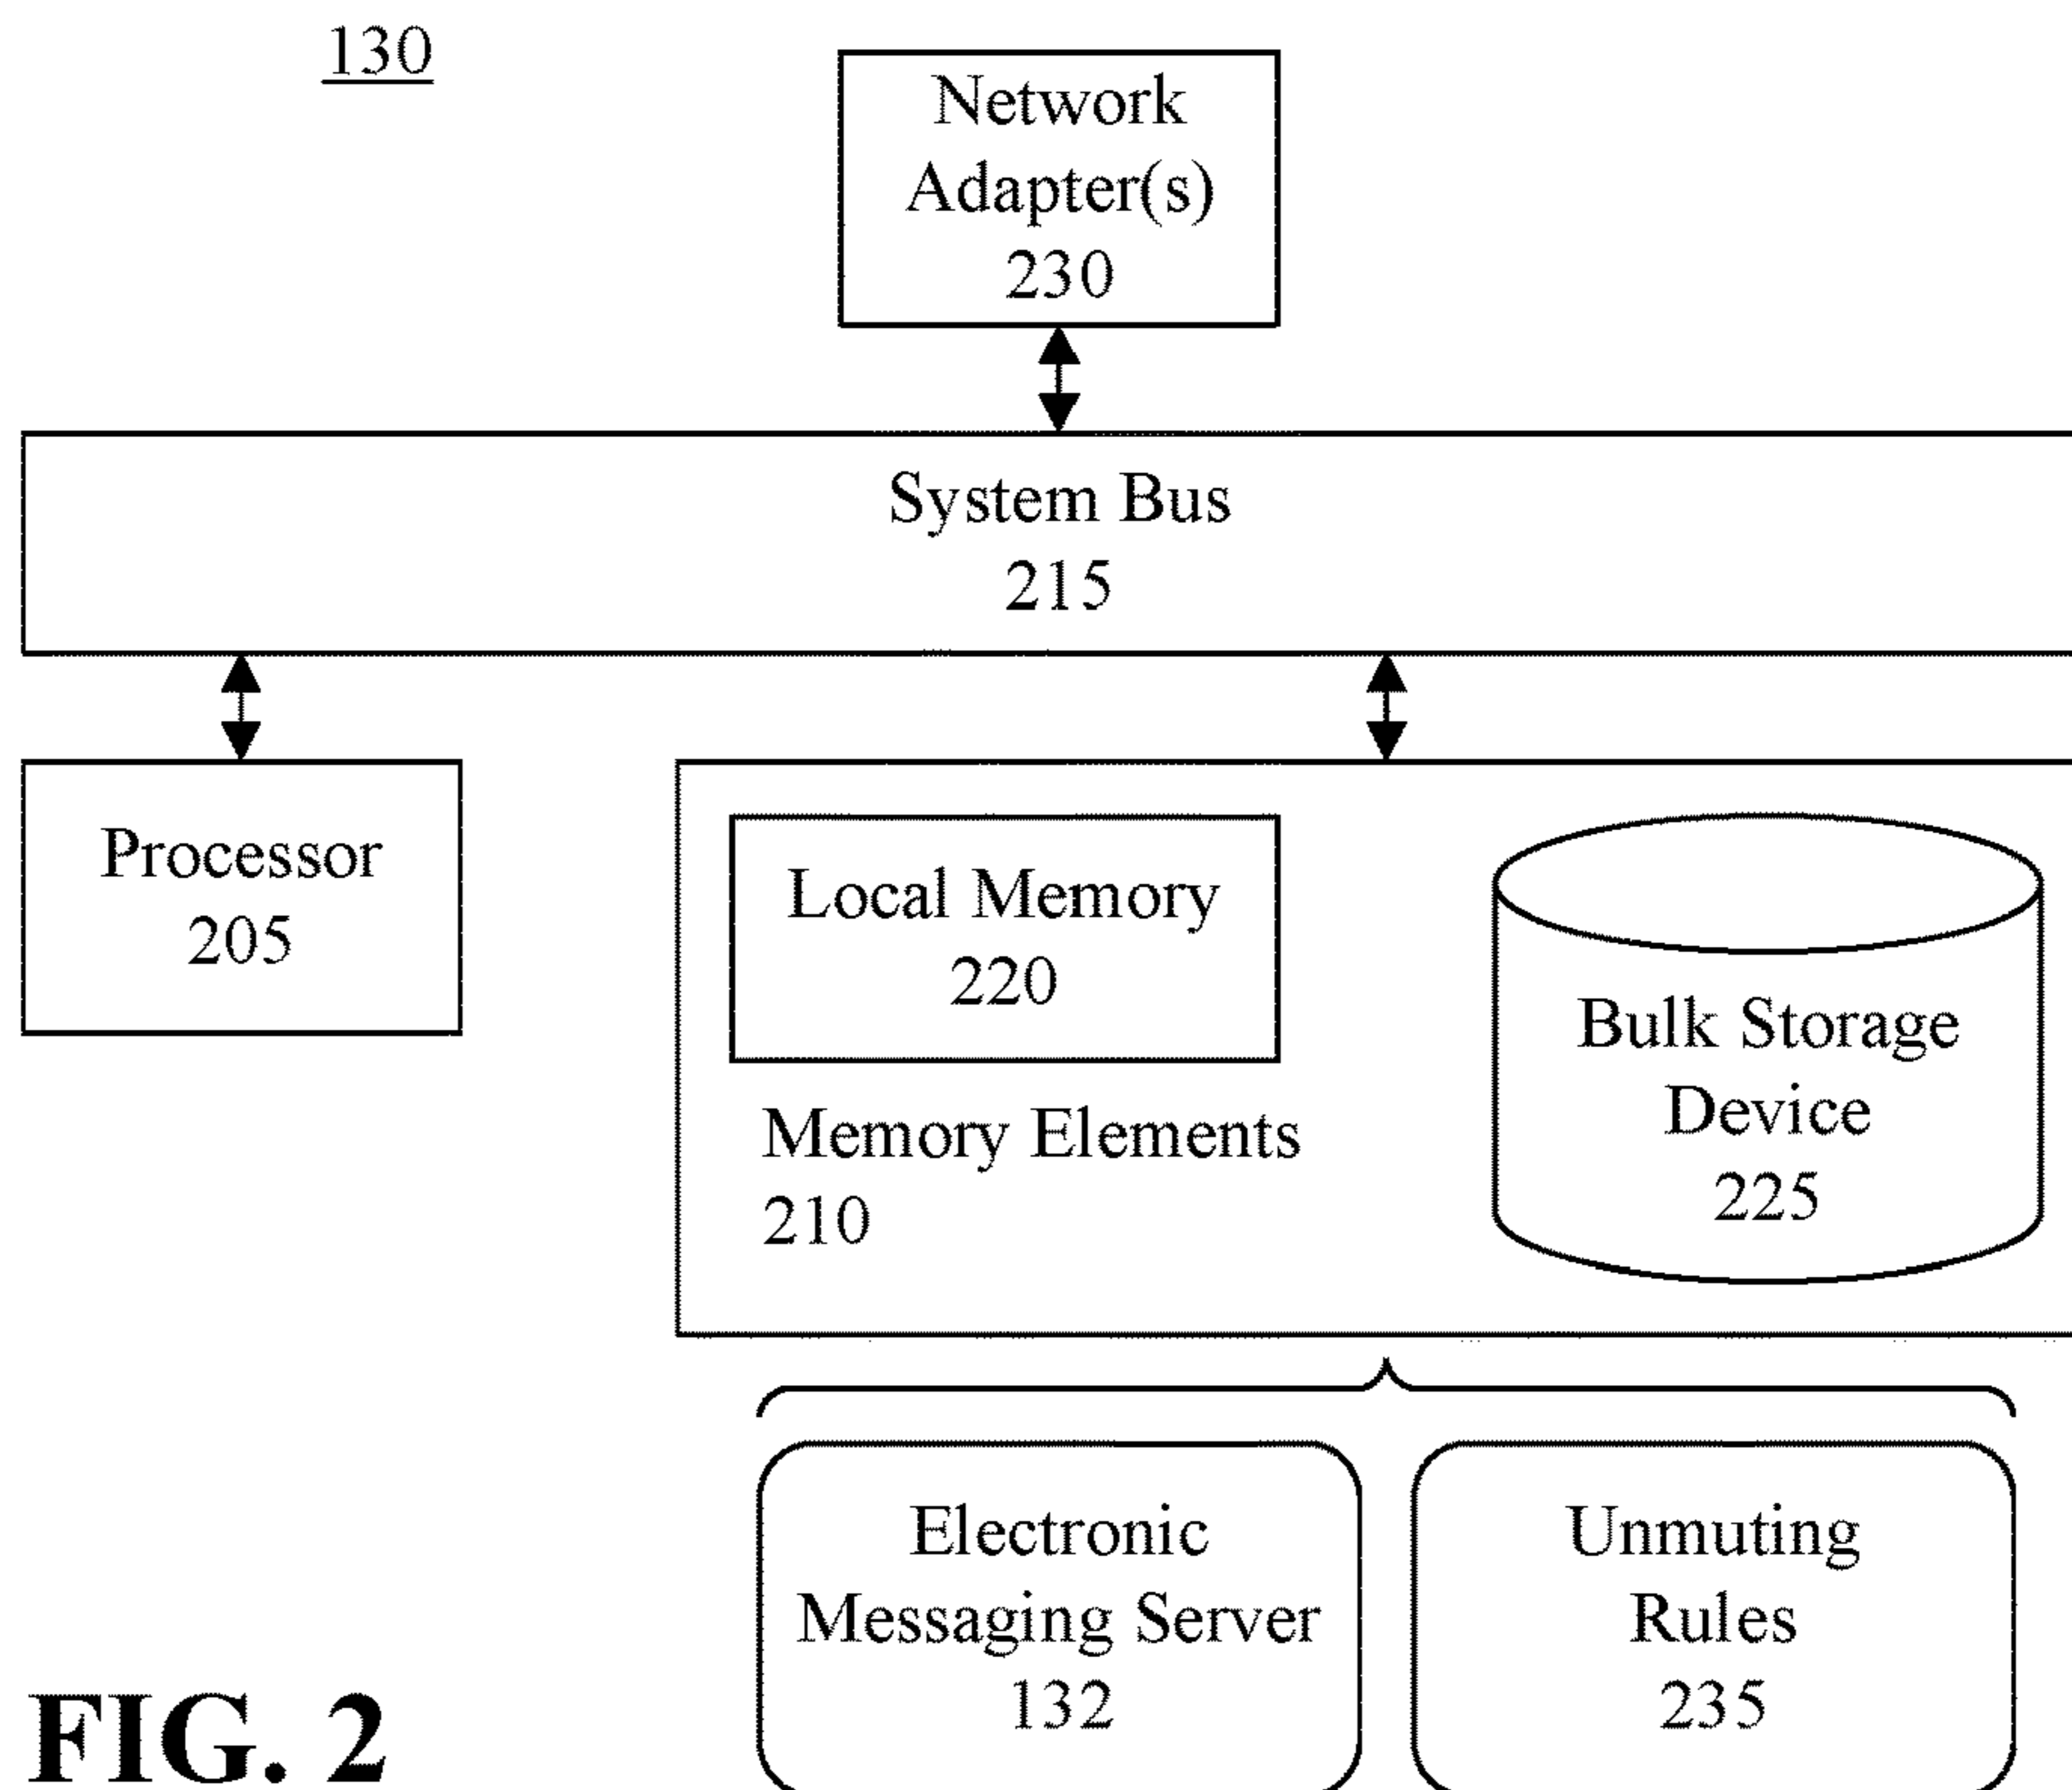 130
Network
Adapter(s)
230
System Bus
215
Processor
205
Local Memory
220
Memory Elements
210
Bulk Storage
Device
225
Electronic
Messaging Server
132
Unmuting
Rules
235
FIG. 2